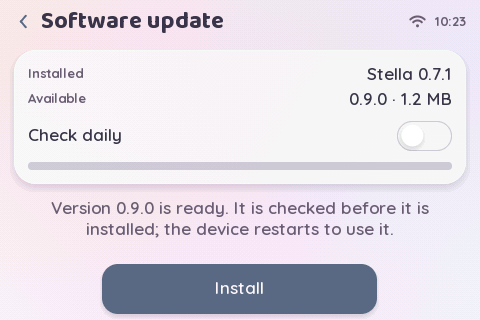 Software update
10:23
Installed
Stella 0.7.1
Available
0.9.0 · 1.2 MB
Check daily
Version 0.9.0 is ready. It is checked before it is
installed; the device restarts to use it.
Install